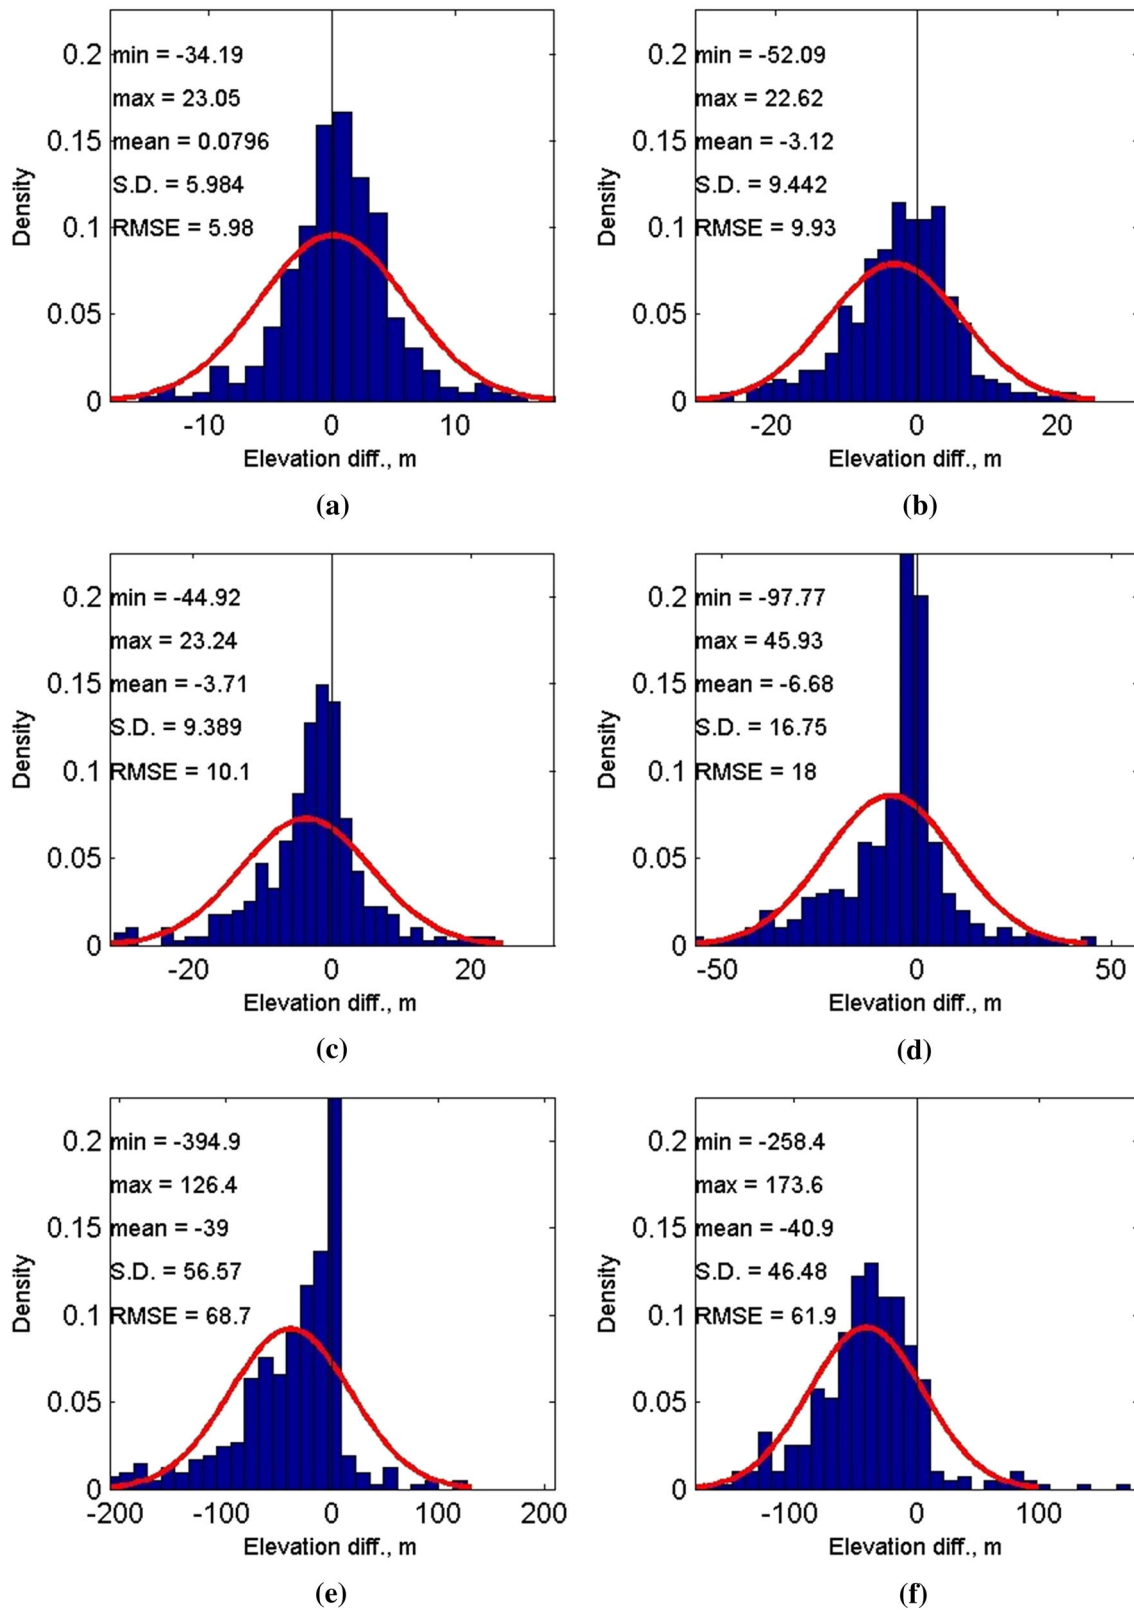 0.2
0.15
0.1
0.05
0
Density
min = -34.19
max = 23.05
mean = 0.0796
S.D. = 5.984
RMSE = 5.98
-10 0 10
Elevation diff., m
(a)
0.2
0.15
0.1
0.05
0
Density
min = -52.09
max = 22.62
mean = -3.12
S.D. = 9.442
RMSE = 9.93
-20 0 20
Elevation diff., m
(b)
0.2
0.15
0.1
0.05
0
Density
min = -44.92
max = 23.24
mean = -3.71
S.D. = 9.389
RMSE = 10.1
-20 0 20
Elevation diff., m
(c)
0.2
0.15
0.1
0.05
0
Density
min = -97.77
max = 45.93
mean = -6.68
S.D. = 16.75
RMSE = 18
-50 0 50
Elevation diff., m
(d)
0.2
0.15
0.1
0.05
0
Density
min = -394.9
max = 126.4
mean = -39
S.D. = 56.57
RMSE = 68.7
-200 -100 0 100 200
Elevation diff., m
(e)
0.2
0.15
0.1
0.05
0
Density
min = -258.4
max = 173.6
mean = -40.9
S.D. = 46.48
RMSE = 61.9
-100 0 100
Elevation diff., m
(f)